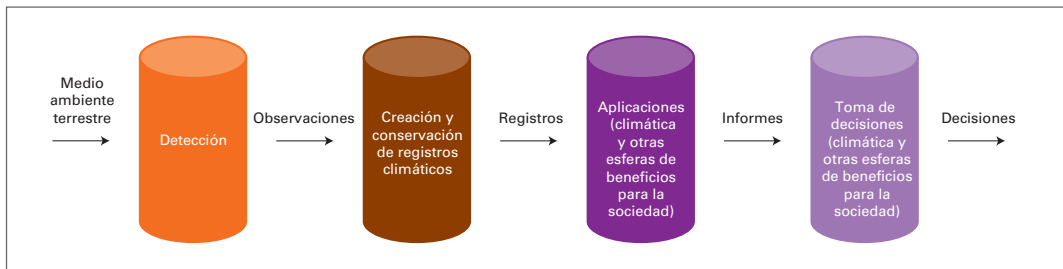 Medio
ambiente
terrestre
Detección
Observaciones
Creación y
conservación
de registros
climáticos
Registros
Aplicaciones
(climática
y otras
esferas de
beneficios
para la
sociedad)
Informes
Toma de
decisiones
(climática y
otras esferas
de beneficios
para la
sociedad)
Decisiones